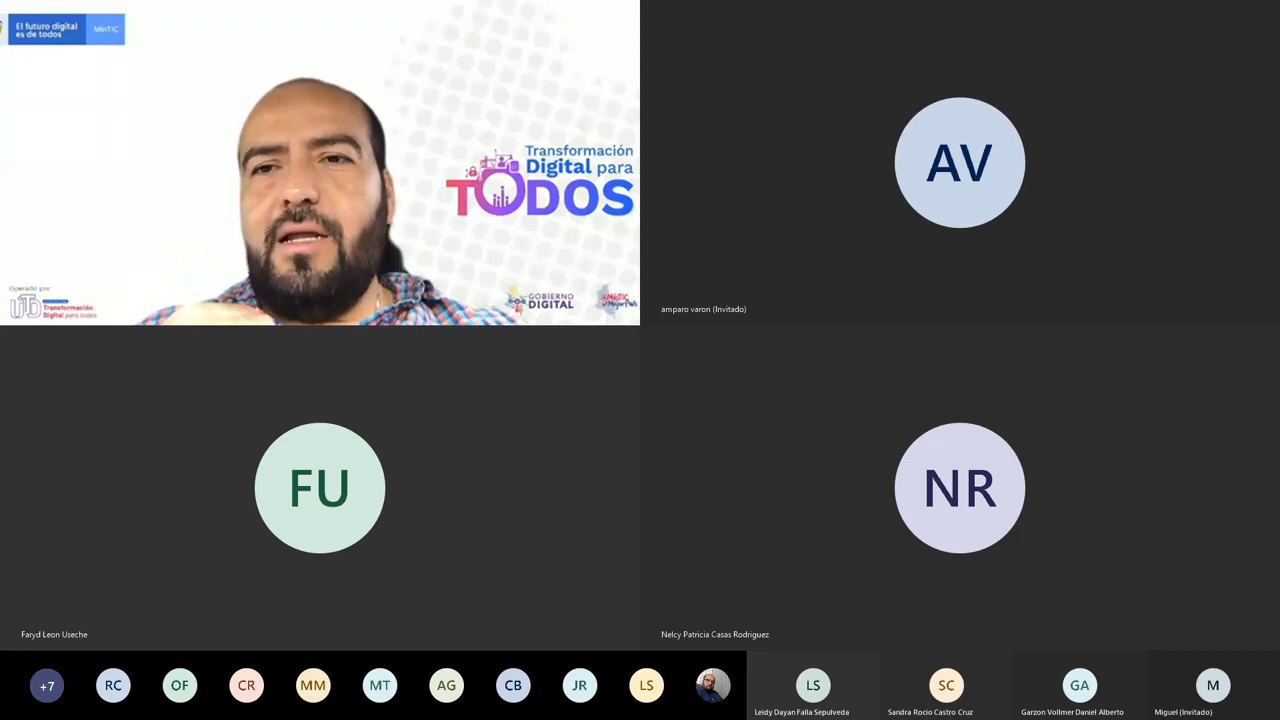 El futuro digital
es de todos
MinTIC
Transformación
Digital para
TODOS
Operado por
UTD
Transformación
Digital para todos
GOBIERNO
DIGITAL
AV
amparo varon (Invitado)
FU
Faryd Leon Useche
NR
Nelcy Patricia Casas Rodriguez
+7
RC
OF
CR
MM
MT
AG
CB
JR
LS
LS
Leidy Dayan Falla Sepulveda
SC
Sandra Rocio Castro Cruz
GA
Garzon Vollmer Daniel Alberto
M
Miguel (Invitado)